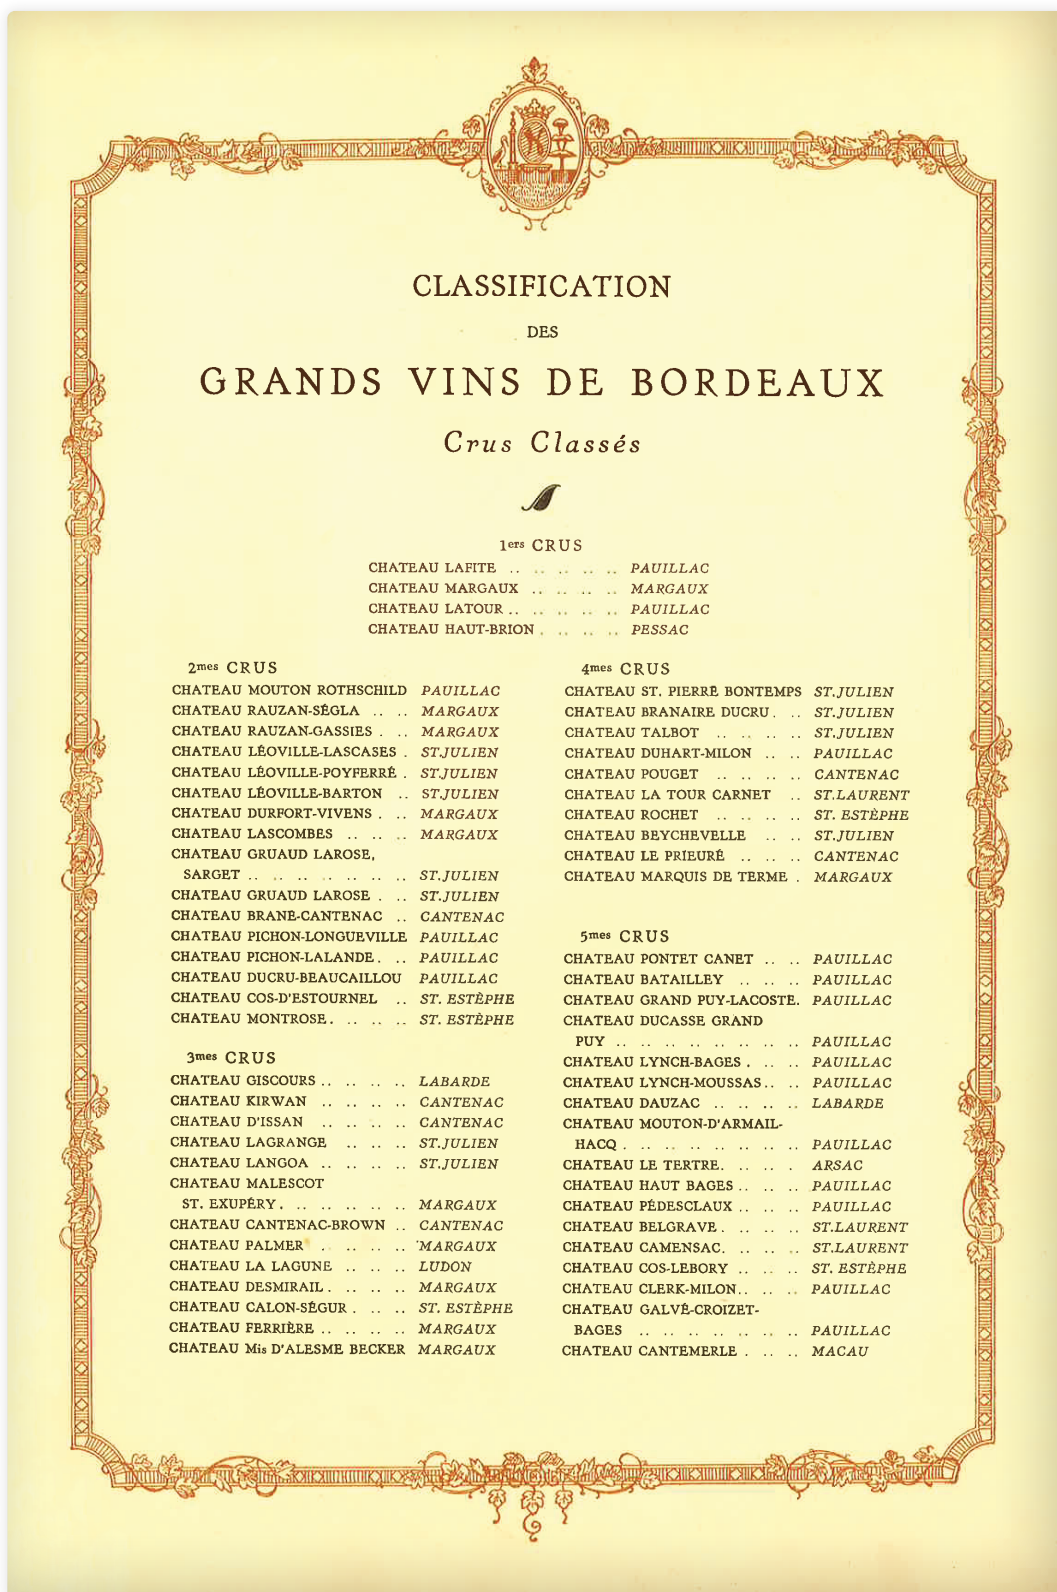 CLASSIFICATION
DES
GRANDS VINS DE BORDEAUX
Crus Classés
1ers CRUS
CHATEAU LAFITE .. .. .. .. .. PAUILLAC
CHATEAU MARGAUX .. .. .. .. MARGAUX
CHATEAU LATOUR .. .. .. .. .. PAUILLAC
CHATEAU HAUT-BRION . .. .. .. PESSAC
2mes CRUS
CHATEAU MOUTON ROTHSCHILD PAUILLAC
CHATEAU RAUZAN-SÉGLA .. .. MARGAUX
CHATEAU RAUZAN-GASSIES . .. MARGAUX
CHATEAU LÉOVILLE-LASCASES . ST.JULIEN
CHATEAU LÉOVILLE-POYFERRÉ . ST.JULIEN
CHATEAU LÉOVILLE-BARTON .. ST.JULIEN
CHATEAU DURFORT-VIVENS . .. MARGAUX
CHATEAU LASCOMBES .. .. .. MARGAUX
CHATEAU GRUAUD LAROSE,
SARGET .. .. .. .. .. .. .. ST.JULIEN
CHATEAU GRUAUD LAROSE . .. ST.JULIEN
CHATEAU BRANE-CANTENAC .. CANTENAC
CHATEAU PICHON-LONGUEVILLE PAUILLAC
CHATEAU PICHON-LALANDE. .. PAUILLAC
CHATEAU DUCRU-BEAUCAILLOU PAUILLAC
CHATEAU COS-D'ESTOURNEL .. ST. ESTÈPHE
CHATEAU MONTROSE. .. .. .. ST. ESTÈPHE
3mes CRUS
CHATEAU GISCOURS .. .. .. .. LABARDE
CHATEAU KIRWAN .. .. .. .. CANTENAC
CHATEAU D'ISSAN .. .. .. .. CANTENAC
CHATEAU LAGRANGE .. .. .. ST.JULIEN
CHATEAU LANGOA .. .. .. .. ST.JULIEN
CHATEAU MALESCOT
ST. EXUPÉRY. .. .. .. .. .. MARGAUX
CHATEAU CANTENAC-BROWN .. CANTENAC
CHATEAU PALMER . .. .. .. MARGAUX
CHATEAU LA LAGUNE .. .. .. LUDON
CHATEAU DESMIRAIL . .. .. .. MARGAUX
CHATEAU CALON-SÉGUR . .. .. ST. ESTÈPHE
CHATEAU FERRIÈRE .. .. .. .. MARGAUX
CHATEAU Mis D'ALESME BECKER MARGAUX
4mes CRUS
CHATEAU ST. PIERRE BONTEMPS ST.JULIEN
CHATEAU BRANAIRE DUCRU. .. ST.JULIEN
CHATEAU TALBOT .. .. .. .. ST.JULIEN
CHATEAU DUHART-MILON .. .. PAUILLAC
CHATEAU POUGET .. .. .. .. CANTENAC
CHATEAU LA TOUR CARNET .. ST.LAURENT
CHATEAU ROCHET .. .. .. .. ST. ESTÈPHE
CHATEAU BEYCHEVELLE .. .. ST.JULIEN
CHATEAU LE PRIEURÉ .. .. .. CANTENAC
CHATEAU MARQUIS DE TERME . MARGAUX
5mes CRUS
CHATEAU PONTET CANET .. .. PAUILLAC
CHATEAU BATAILLEY .. .. .. PAUILLAC
CHATEAU GRAND PUY-LACOSTE. PAUILLAC
CHATEAU DUCASSE GRAND
PUY .. .. .. .. .. .. .. .. PAUILLAC
CHATEAU LYNCH-BAGES . .. .. PAUILLAC
CHATEAU LYNCH-MOUSSAS.. .. PAUILLAC
CHATEAU DAUZAC .. .. .. .. LABARDE
CHATEAU MOUTON-D'ARMAIL-
HACQ . .. .. .. .. .. .. .. PAUILLAC
CHATEAU LE TERTRE. .. .. . ARSAC
CHATEAU HAUT BAGES .. .. .. PAUILLAC
CHATEAU PÉDESCLAUX .. .. .. PAUILLAC
CHATEAU BELGRAVE . .. .. .. ST.LAURENT
CHATEAU CAMENSAC. .. .. .. ST.LAURENT
CHATEAU COS-LEBORY .. .. .. ST. ESTÈPHE
CHATEAU CLERK-MILON.. .. .. PAUILLAC
CHATEAU GALVÉ-CROIZET-
BAGES .. .. .. .. .. .. .. PAUILLAC
CHATEAU CANTEMERLE . .. .. MACAU